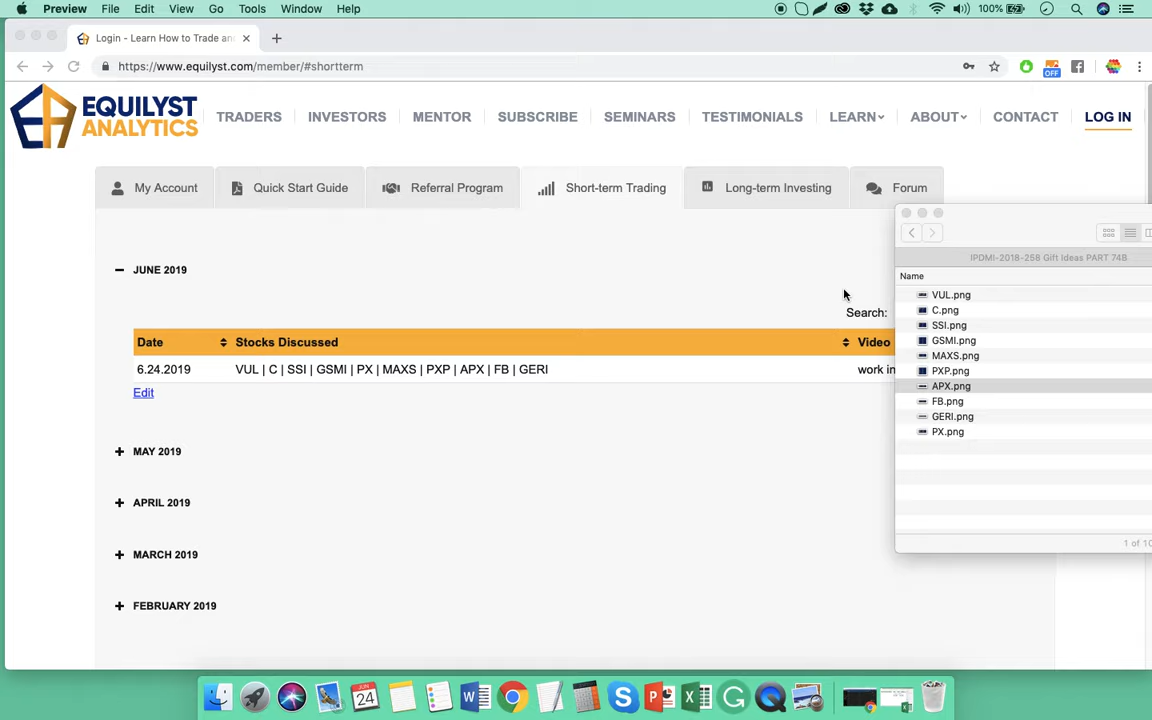 Preview File Edit View Go Tools Window Help 100%
Login - Learn How to Trade an
https://www.equilyst.com/member/#shortterm
OFF
EQUILYST ANALYTICS
TRADERS INVESTORS MENTOR SUBSCRIBE SEMINARS TESTIMONIALS LEARN ABOUT CONTACT LOG IN
My Account Quick Start Guide Referral Program Short-term Trading Long-term Investing Forum
JUNE 2019
Search:
Date Stocks Discussed Video
6.24.2019 VUL | C | SSI | GSMI | PX | MAXS | PXP | APX | FB | GERI work in
Edit
MAY 2019
APRIL 2019
MARCH 2019
FEBRUARY 2019
IPDMI-2018-258 Gift Ideas PART 74B
Name
VUL.png
C.png
SSI.png
GSMI.png
MAXS.png
PXP.png
APX.png
FB.png
GERI.png
PX.png
1 of 10
JUN
24